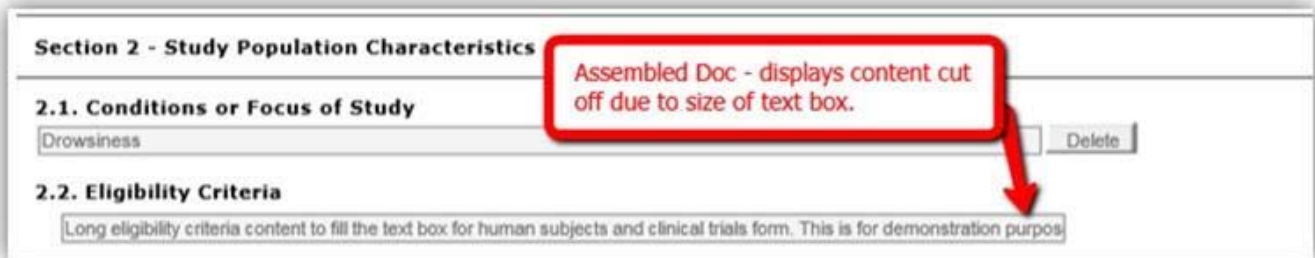 Section 2 - Study Population Characteristics
Assembled Doc - displays content cut
off due to size of text box.
2.1. Conditions or Focus of Study
Drowsiness
Delete
2.2. Eligibility Criteria
Long eligibility criteria content to fill the text box for human subjects and clinical trials form. This is for demonstration purpos